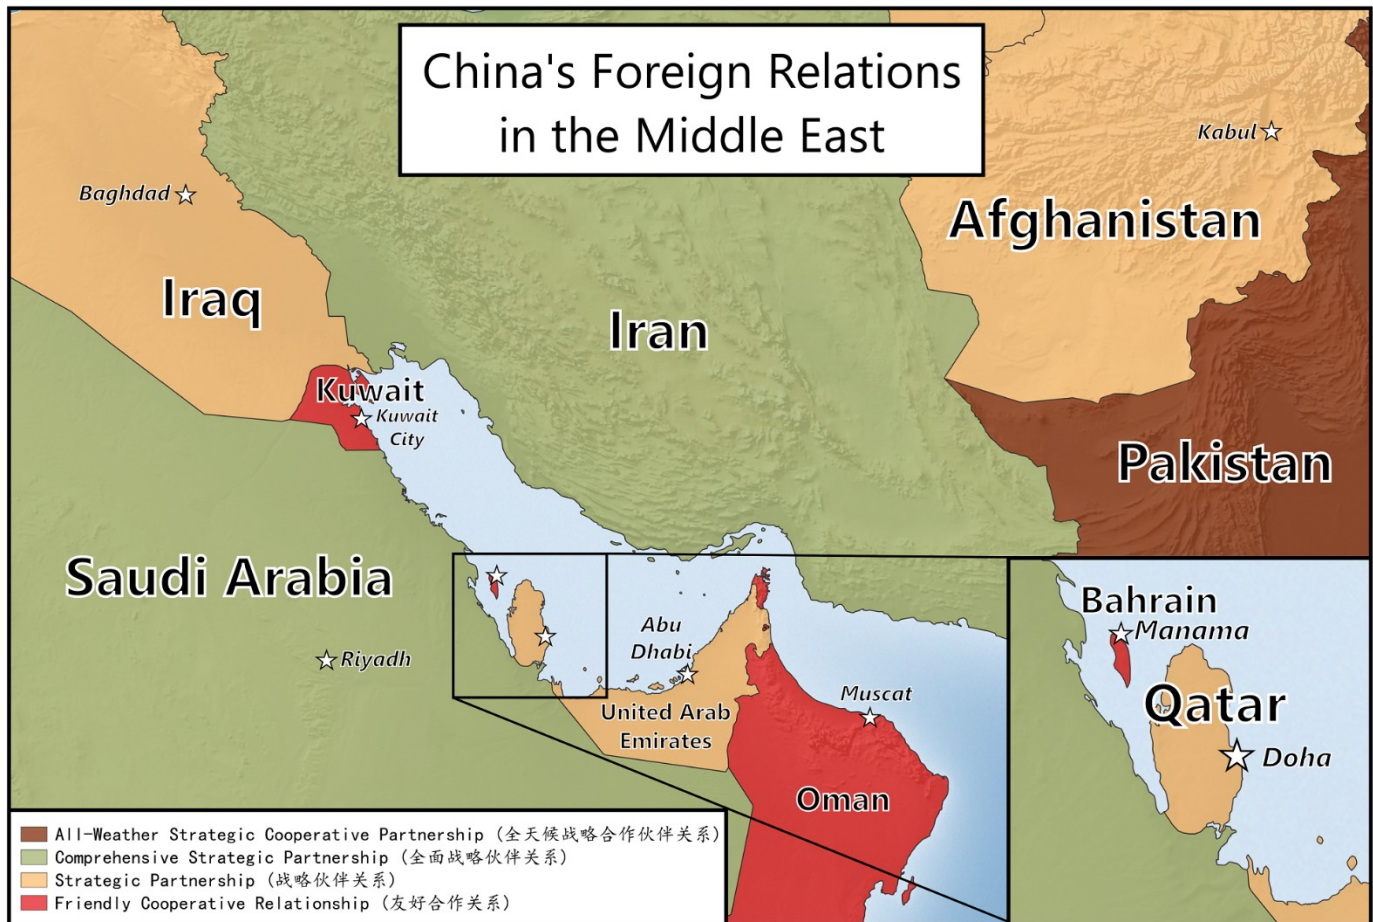 China's Foreign Relations
in the Middle East
Kabul
Baghdad
Afghanistan
Iraq
Iran
Kuwait
Kuwait
City
Pakistan
Saudi Arabia
Bahrain
Manama
Abu
Dhabi
Riyadh
Muscat
Qatar
United Arab
Emirates
Doha
Oman
All-Weather Strategic Cooperative Partnership (全天候战略合作伙伴关系)
Comprehensive Strategic Partnership (全面战略伙伴关系)
Strategic Partnership (战略伙伴关系)
Friendly Cooperative Relationship (友好合作关系)